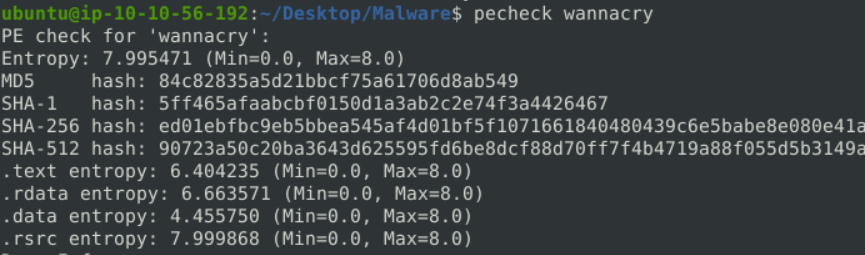 ubuntu@ip-10-10-56-192:~/Desktop/Malware$ pecheck wannacry
PE check for 'wannacry':
Entropy: 7.995471 (Min=0.0, Max=8.0)
MD5     hash: 84c82835a5d21bbcf75a61706d8ab549
SHA-1   hash: 5ff465afaabcbf0150d1a3ab2c2e74f3a4426467
SHA-256 hash: ed01ebfbc9eb5bbea545af4d01bf5f1071661840480439c6e5babe8e080e41a
SHA-512 hash: 90723a50c20ba3643d625595fd6be8dcf88d70ff7f4b4719a88f055d5b3149a
.text entropy: 6.404235 (Min=0.0, Max=8.0)
.rdata entropy: 6.663571 (Min=0.0, Max=8.0)
.data entropy: 4.455750 (Min=0.0, Max=8.0)
.rsrc entropy: 7.999868 (Min=0.0, Max=8.0)